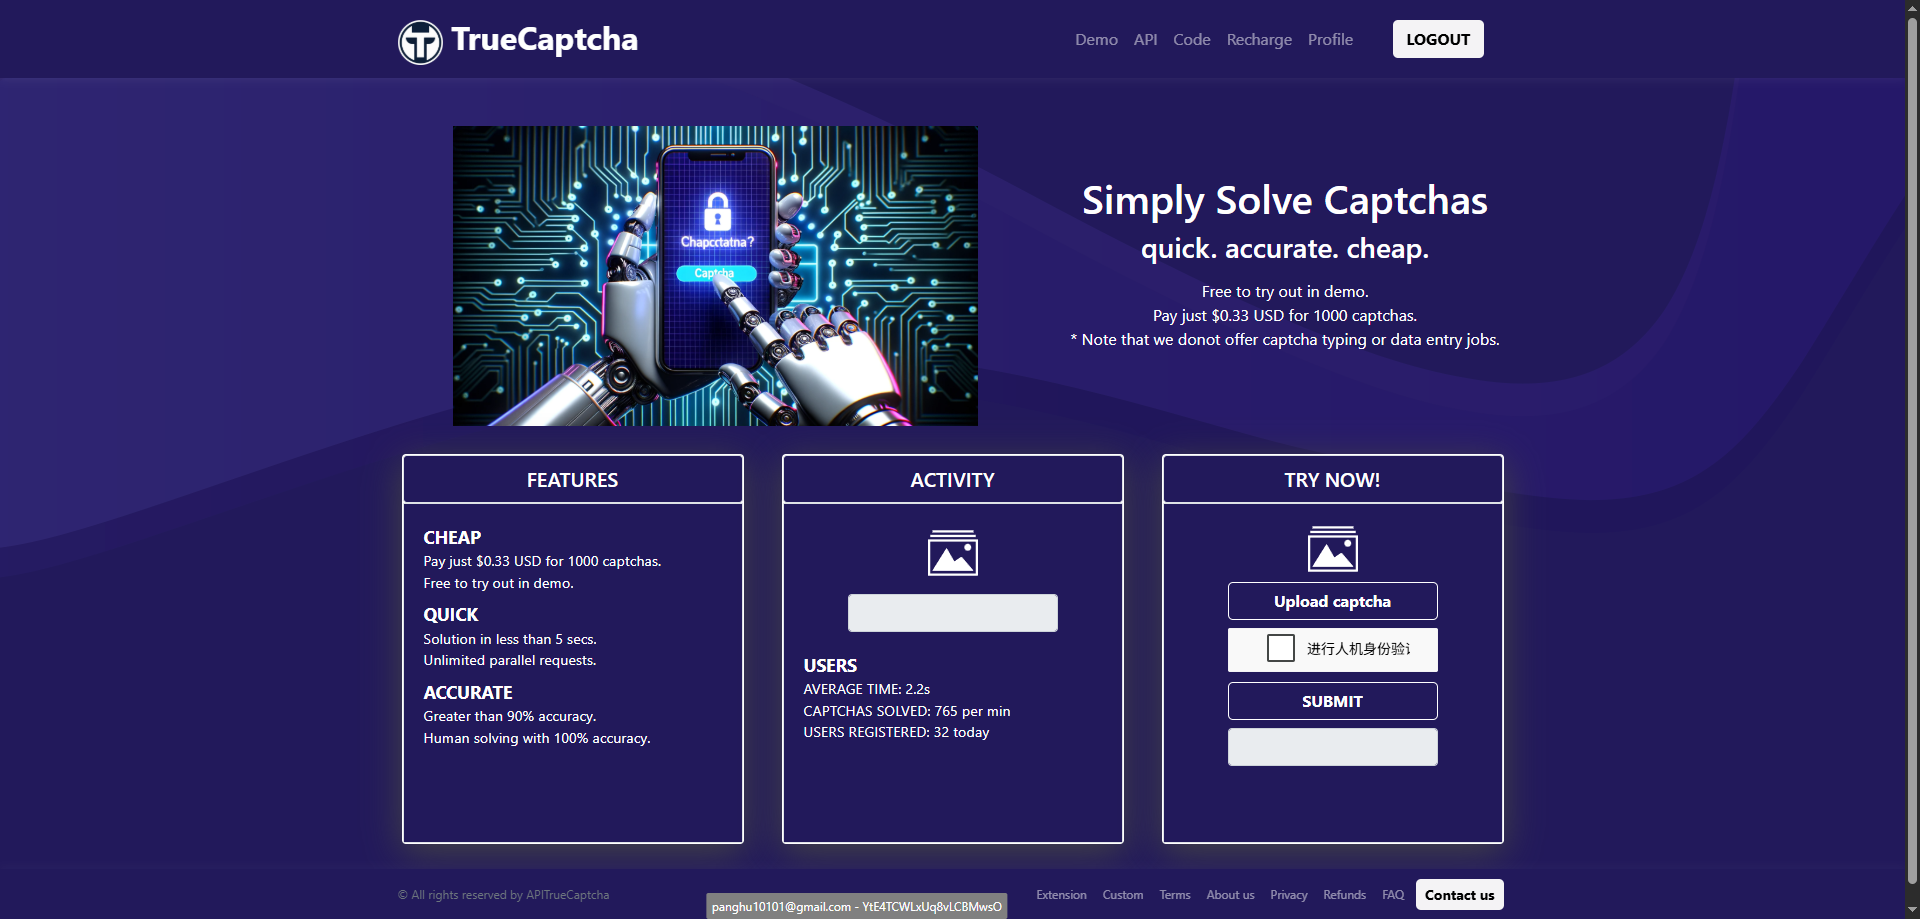 TrueCaptcha
Demo API Code Recharge Profile LOGOUT
Chapcctatna?
Captcha
Simply Solve Captchas
quick. accurate. cheap.
Free to try out in demo.
Pay just $0.33 USD for 1000 captchas.
* Note that we donot offer captcha typing or data entry jobs.
FEATURES
CHEAP
Pay just $0.33 USD for 1000 captchas.
Free to try out in demo.
QUICK
Solution in less than 5 secs.
Unlimited parallel requests.
ACCURATE
Greater than 90% accuracy.
Human solving with 100% accuracy.
ACTIVITY
USERS
AVERAGE TIME: 2.2s
CAPTCHAS SOLVED: 765 per min
USERS REGISTERED: 32 today
TRY NOW!
Upload captcha
进行人机身份验
SUBMIT
© All rights reserved by APITrueCaptcha
panghu10101@gmail.com - YtE4TCWLxUq8vLCBMwsO
Extension Custom Terms About us Privacy Refunds FAQ Contact us